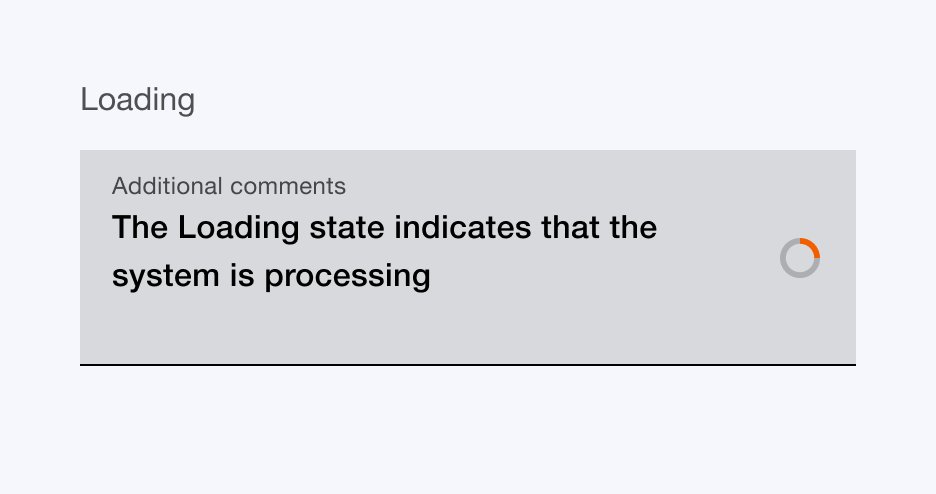 Loading
Additional comments
The Loading state indicates that the
system is processing